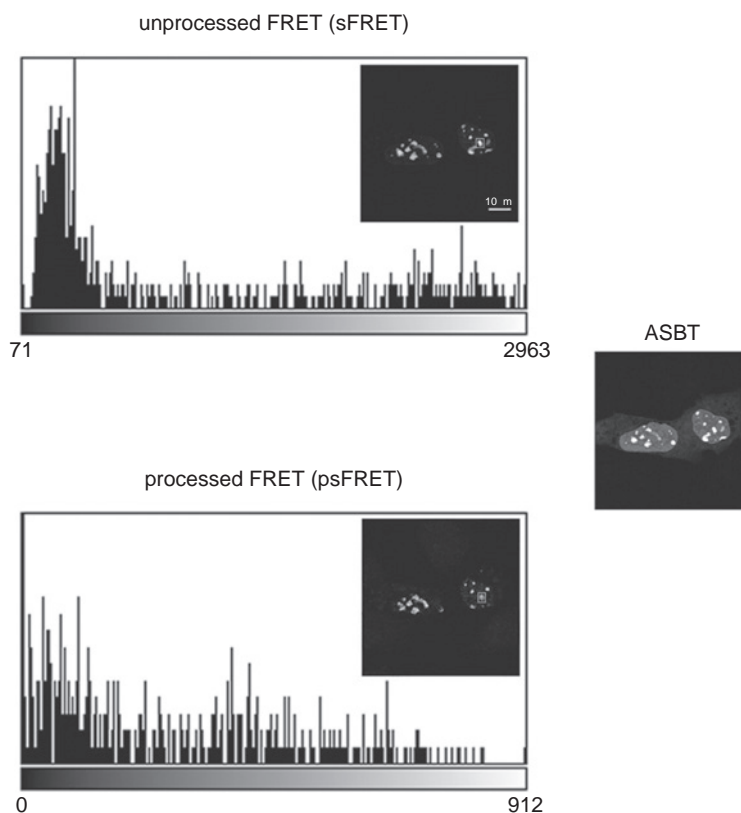 unprocessed FRET (sFRET)
10 m
71
2963
ASBT
processed FRET (psFRET)
0
912